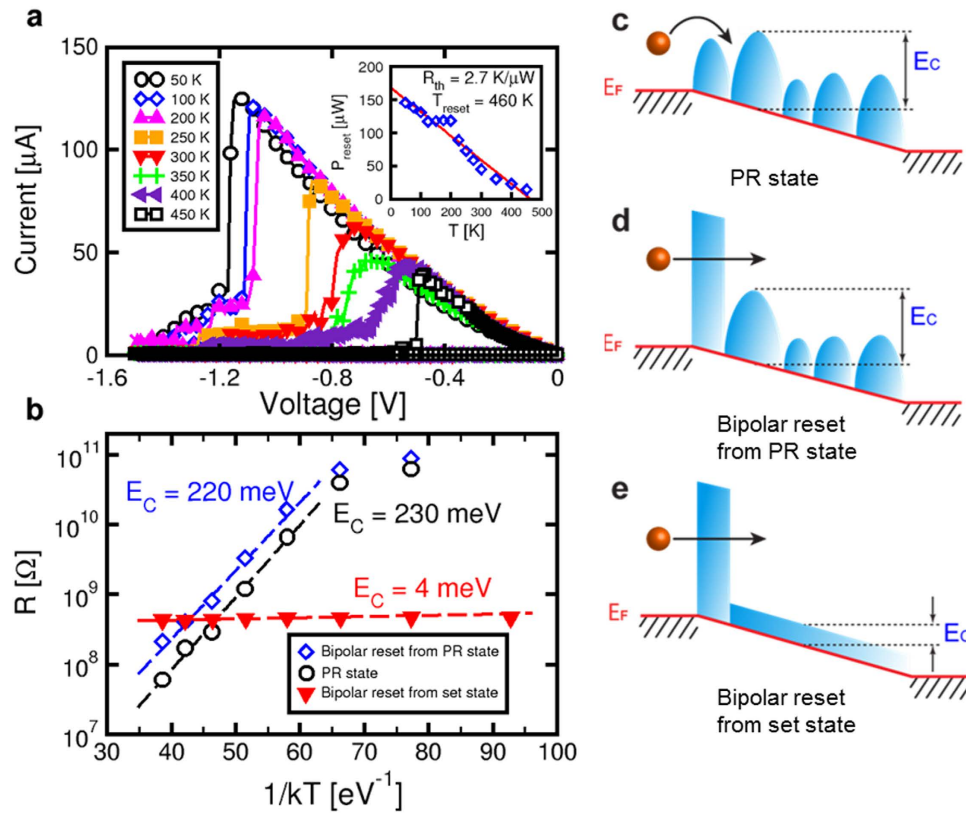 a
Current [µA]
150
100
50
0
50 K
100 K
200 K
250 K
300 K
350 K
400 K
450 K
P_reset [µW]
200
150
100
50
0
R_th = 2.7 K/µW
T_reset = 460 K
0 100 200 300 400 500
T [K]
-1.6 -1.2 -0.8 -0.4 0
Voltage [V]
b
R [Ω]
10^11
10^10
10^9
10^8
10^7
E_C = 220 meV
E_C = 230 meV
E_C = 4 meV
Bipolar reset from PR state
PR state
Bipolar reset from set state
30 40 50 60 70 80 90 100
1/kT [eV^-1]
c
E_C
E_F
PR state
d
E_C
E_F
Bipolar reset
from PR state
e
E_F
E_C
Bipolar reset
from set state